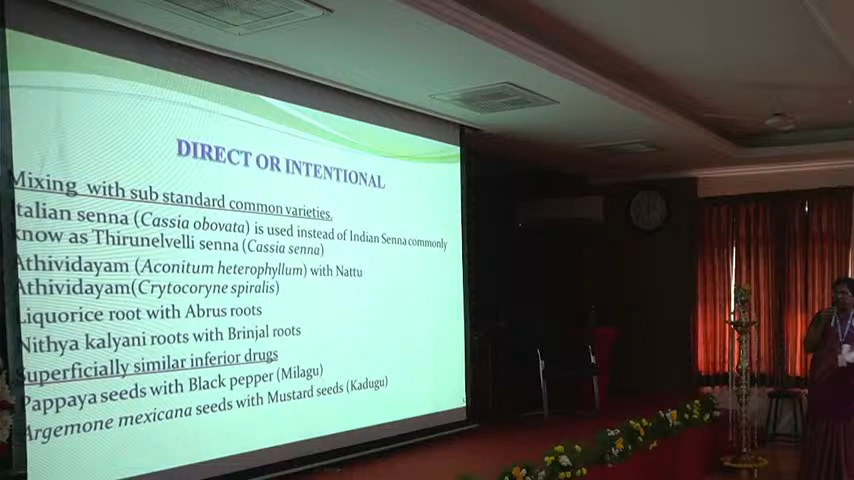 DIRECT OR INTENTIONAL
Mixing with sub standard common varieties.
Italian senna (Cassia obovata) is used instead of Indian Senna commonly
know as Thirunelvelli senna (Cassia senna)
Athividayam (Aconitum heterophyllum) with Nattu
Athividayam(Crytocoryne spiralis)
Liquorice root with Abrus roots
Nithya kalyani roots with Brinjal roots
Superficially similar inferior drugs
Pappaya seeds with Black pepper (Milagu)
Argemone mexicana seeds with Mustard seeds (Kadugu)